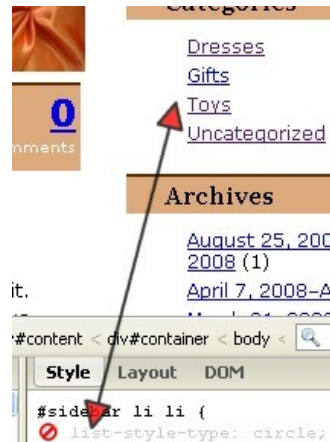 Categories
Dresses
Gifts
Toys
Uncategorized
0
mments
Archives
August 25, 200
2008 (1)
it.
April 7, 2008–A
#content < div#container < body <
Style Layout DOM
#sidebar li li {
list-style-type: circle;